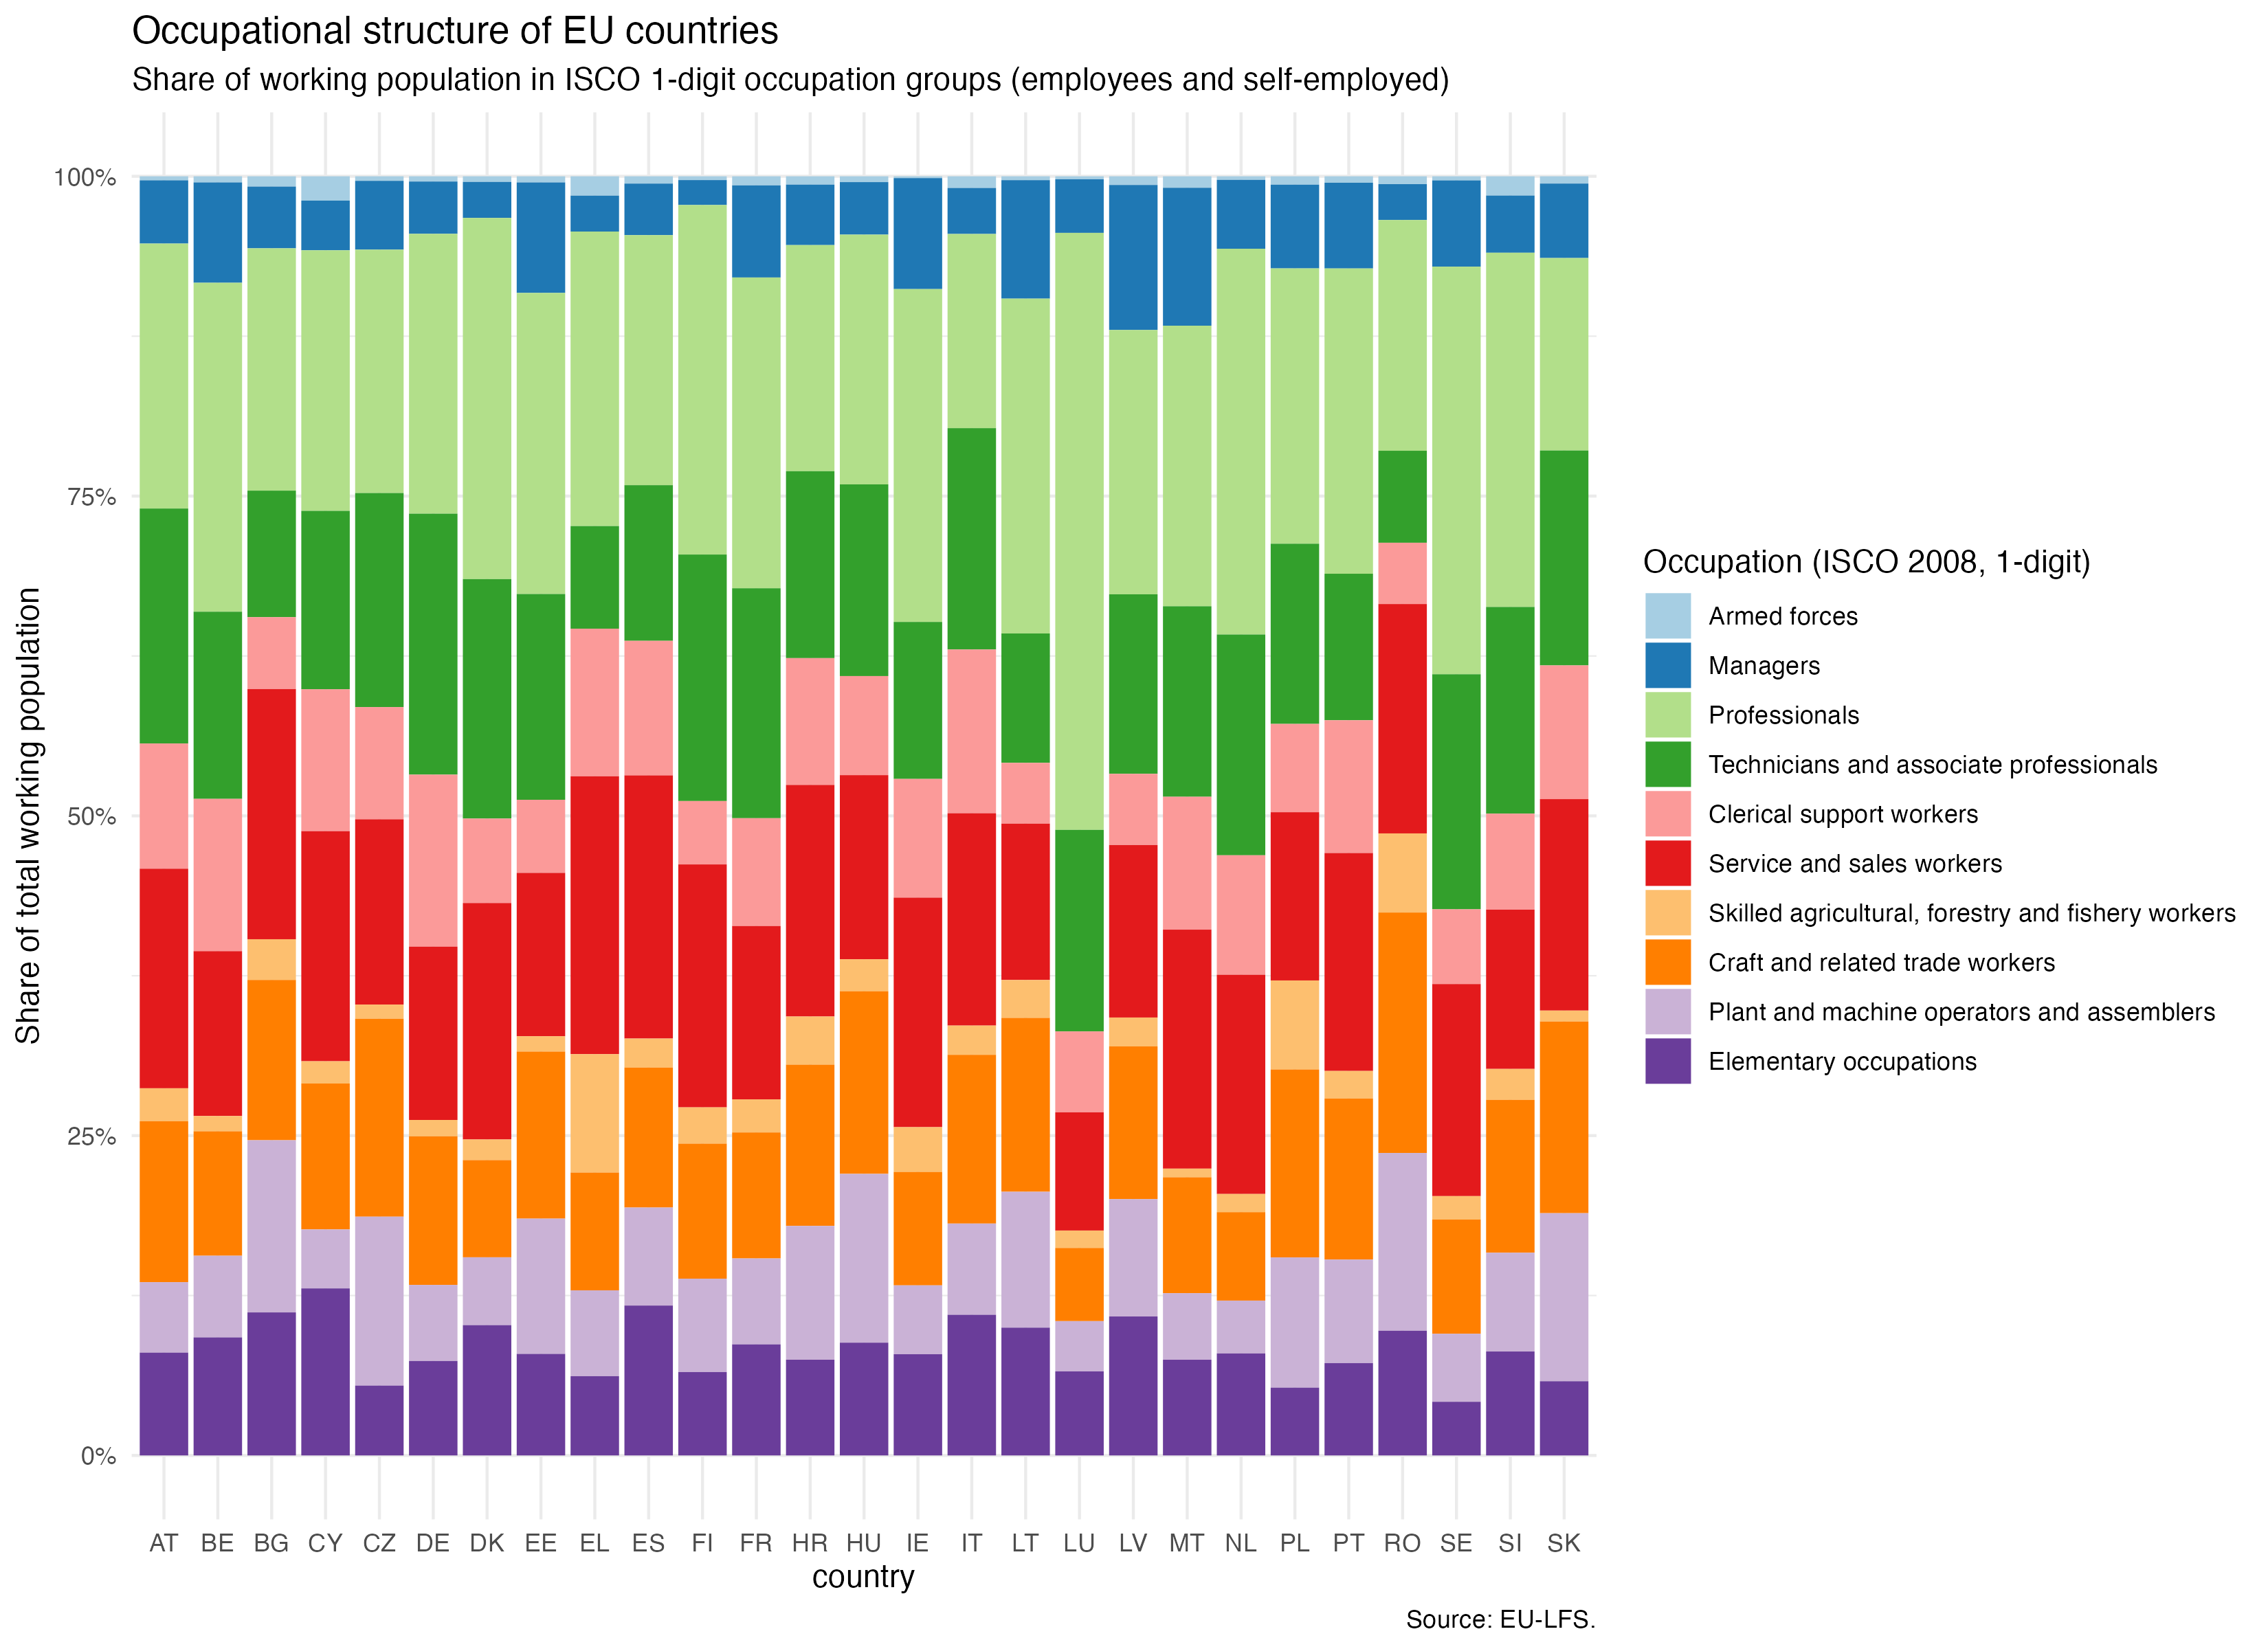 Occupational structure of EU countries
Share of working population in ISCO 1-digit occupation groups (employees and self-employed)
Share of total working population
100%
75%
50%
25%
0%
AT BE BG CY CZ DE DK EE EL ES FI FR HR HU IE IT LT LU LV MT NL PL PT RO SE SI SK
country
Occupation (ISCO 2008, 1-digit)
Armed forces
Managers
Professionals
Technicians and associate professionals
Clerical support workers
Service and sales workers
Skilled agricultural, forestry and fishery workers
Craft and related trade workers
Plant and machine operators and assemblers
Elementary occupations
Source: EU-LFS.